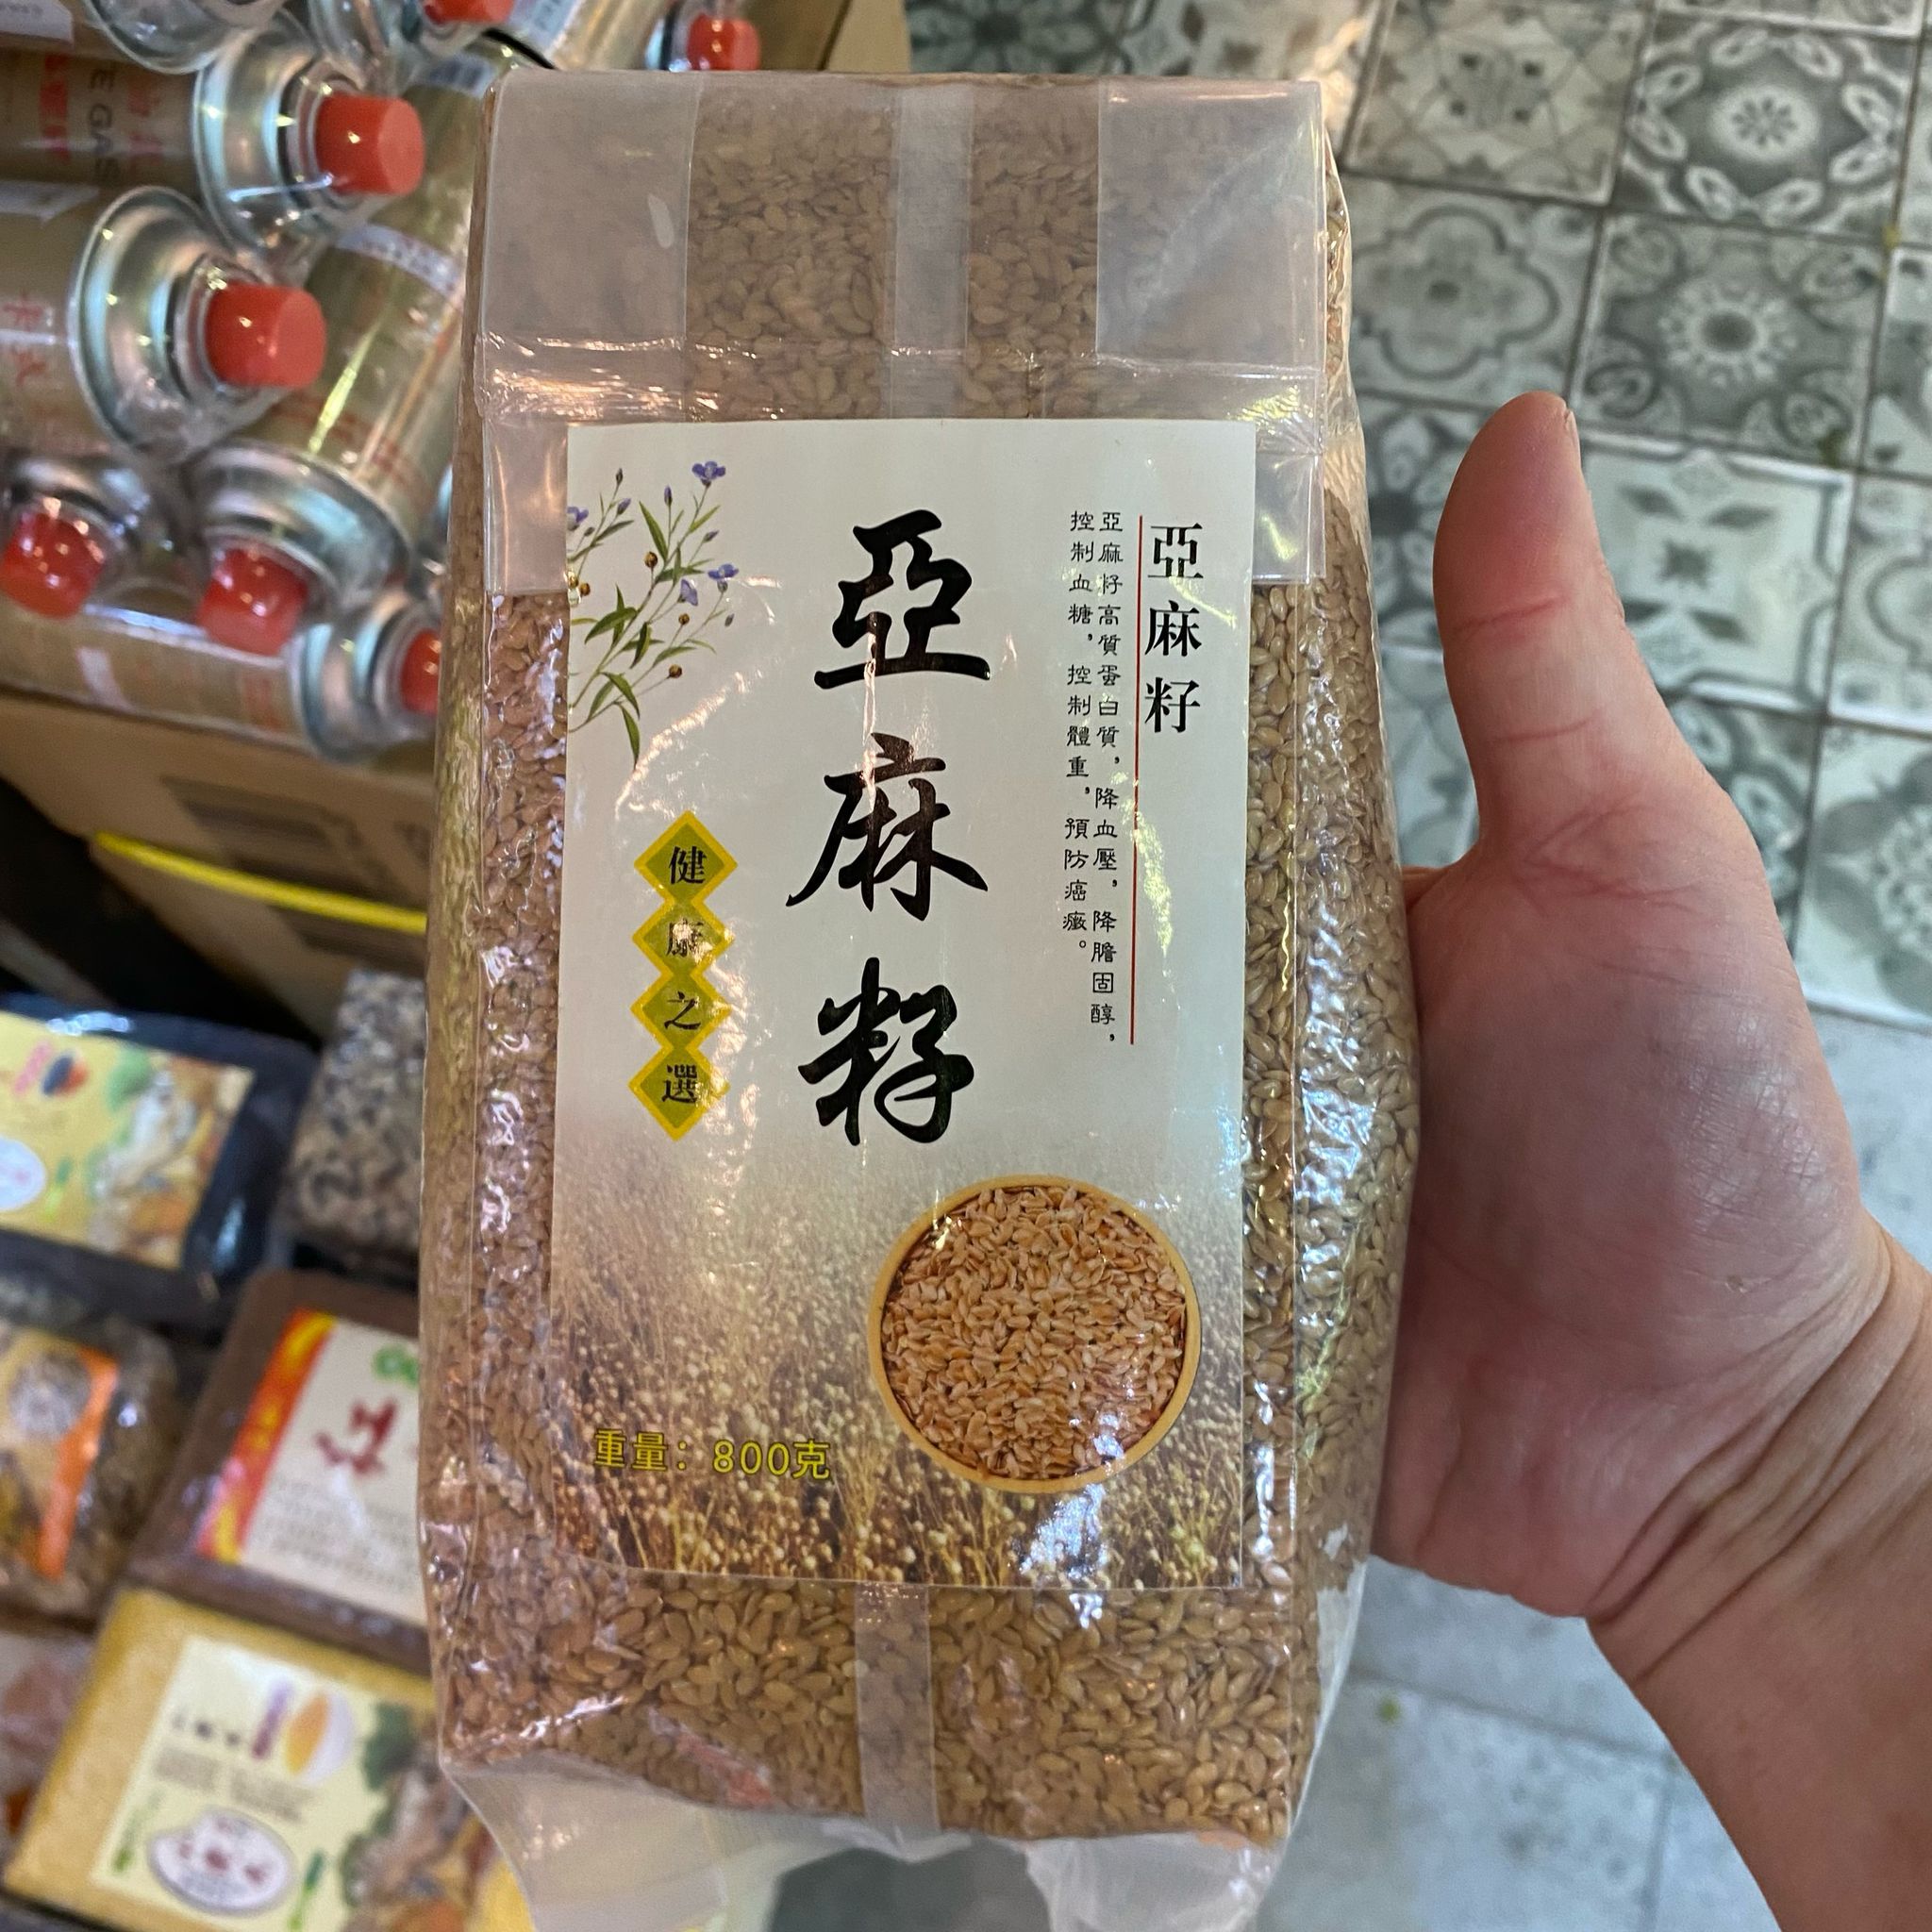 亞麻籽
亞麻籽高質蛋白質，降血壓，降膽固醇，
控制血糖，控制體重，預防癌癥。
亞麻籽
健康之選
重量：800克
E GAS
紅